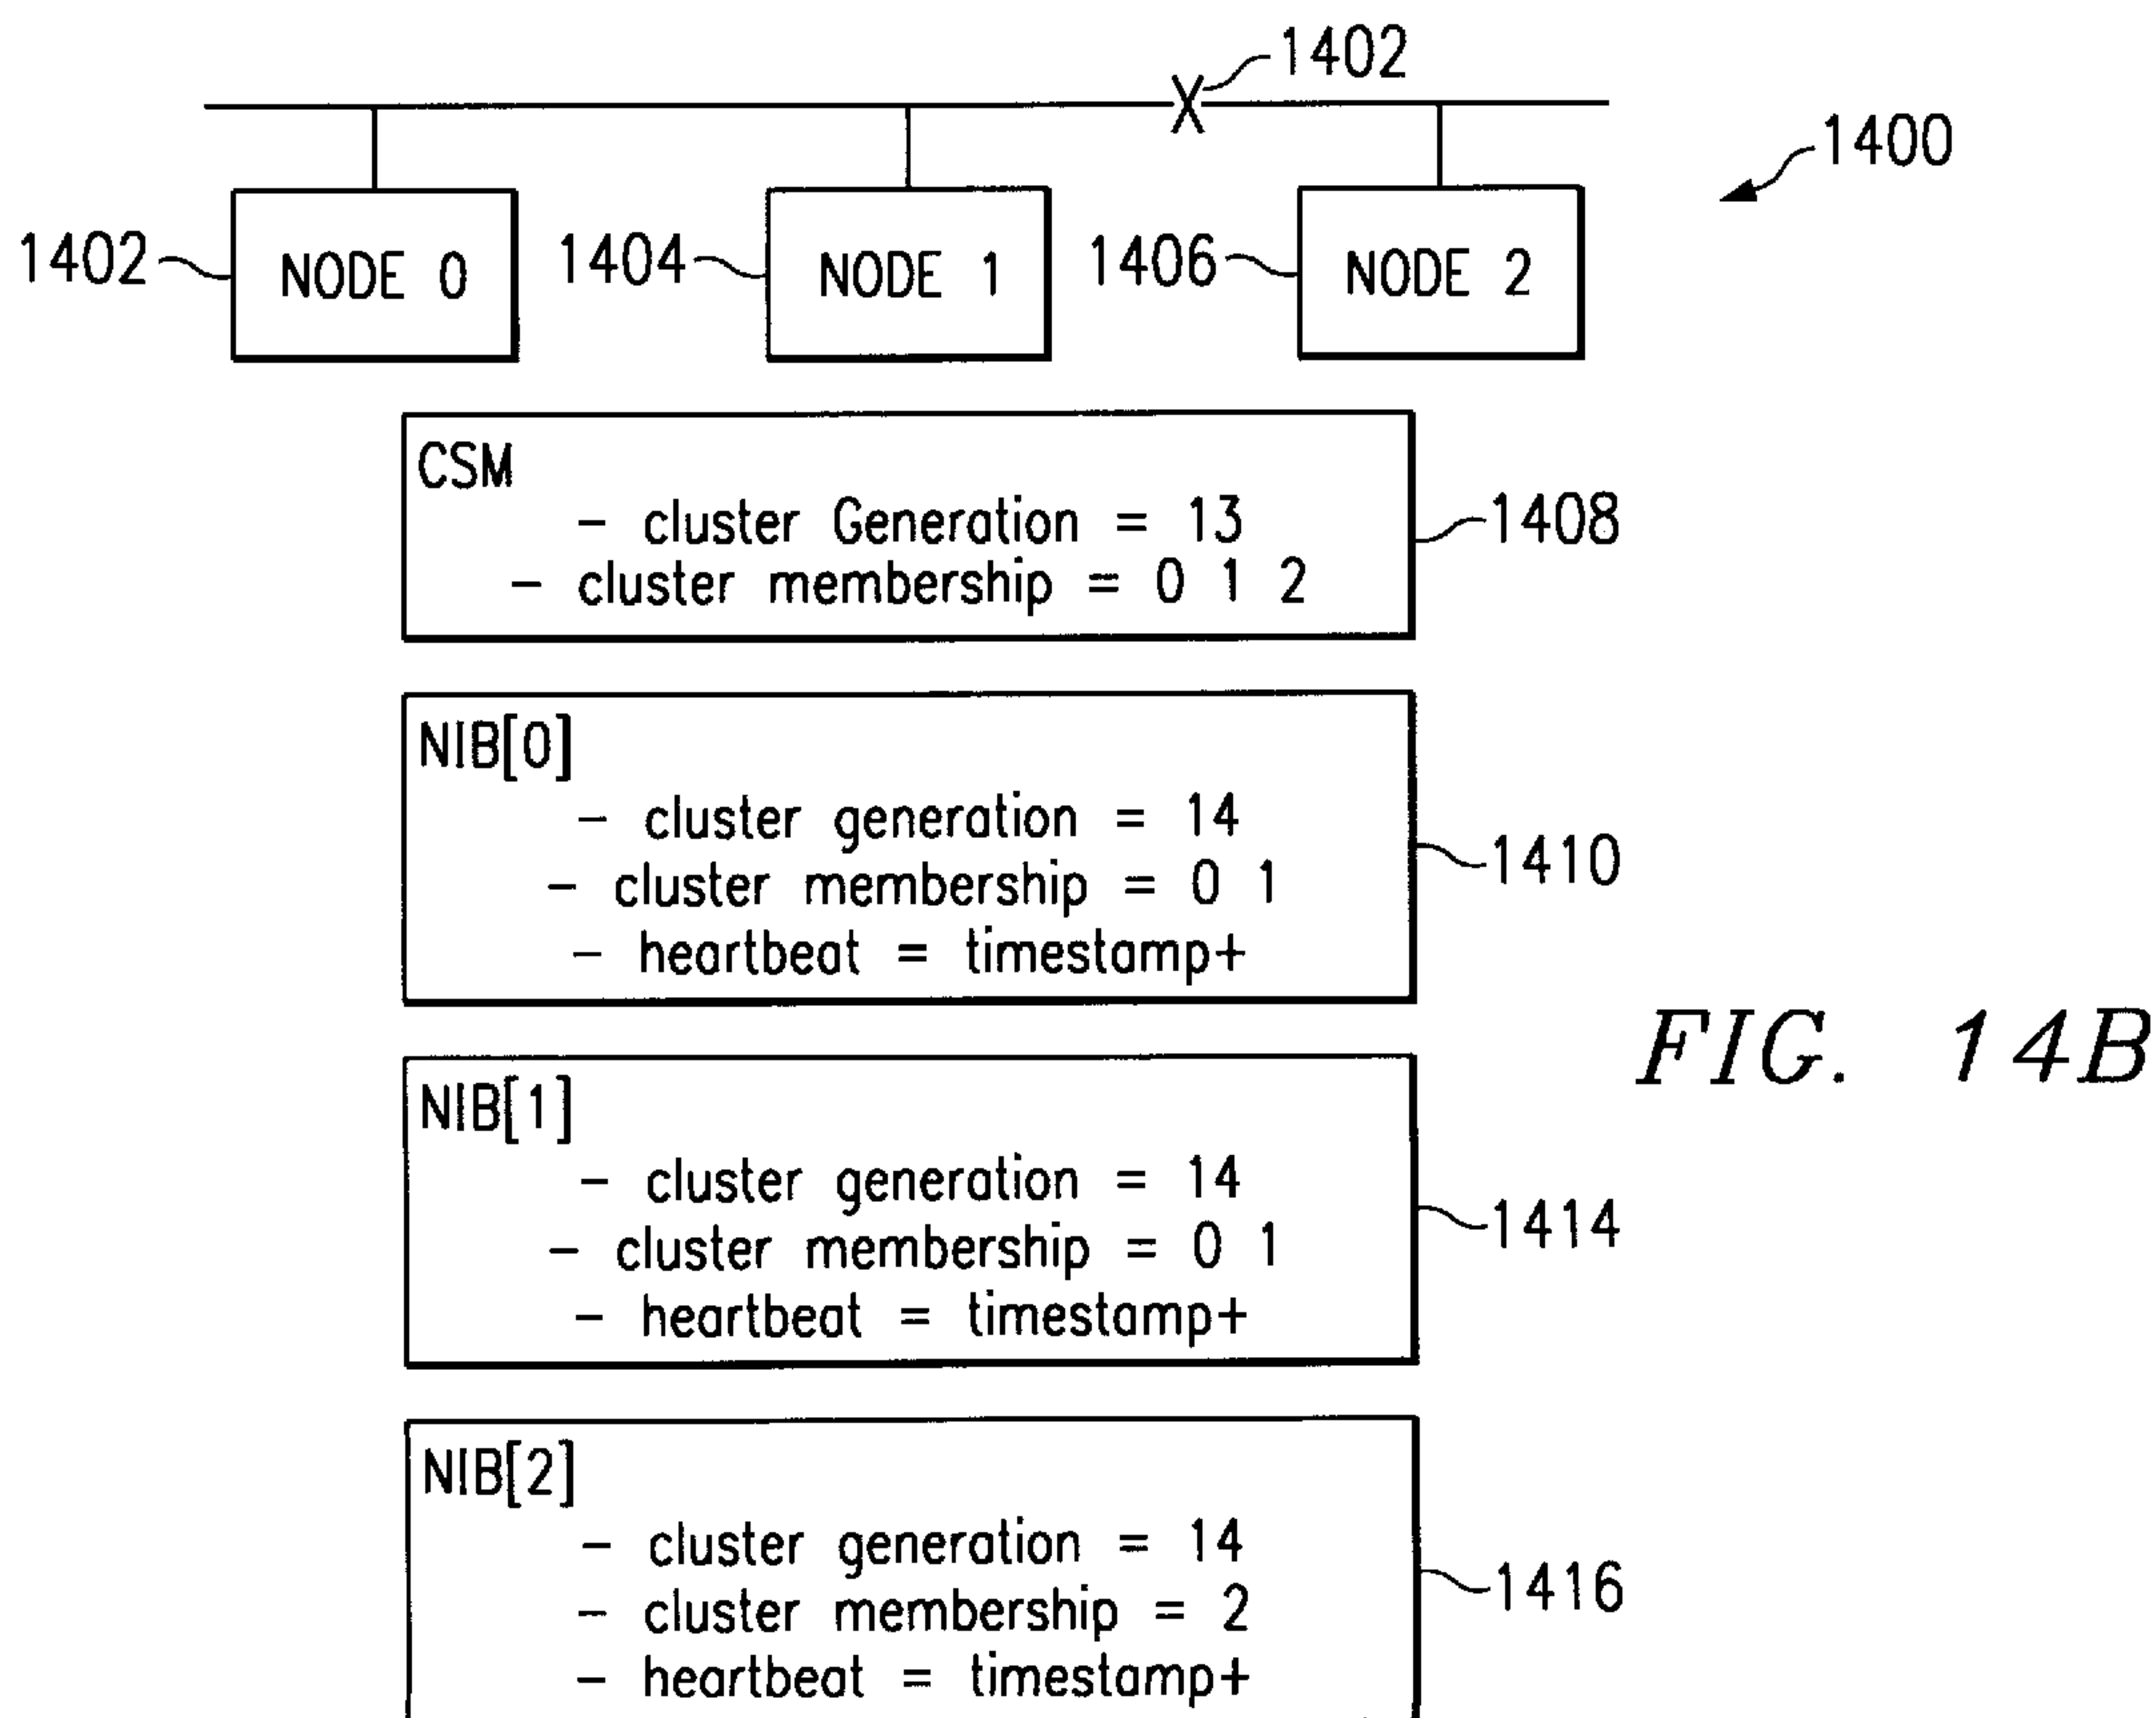 1402
1400
1402 NODE 0 1404 NODE 1 1406 NODE 2
CSM
- cluster Generation = 13
- cluster membership = 0 1 2
1408
NIB[0]
- cluster generation = 14
- cluster membership = 0 1
- heartbeat = timestamp+
1410
FIG. 14B
NIB[1]
- cluster generation = 14
- cluster membership = 0 1
- heartbeat = timestamp+
1414
NIB[2]
- cluster generation = 14
- cluster membership = 2
- heartbeat = timestamp+
1416